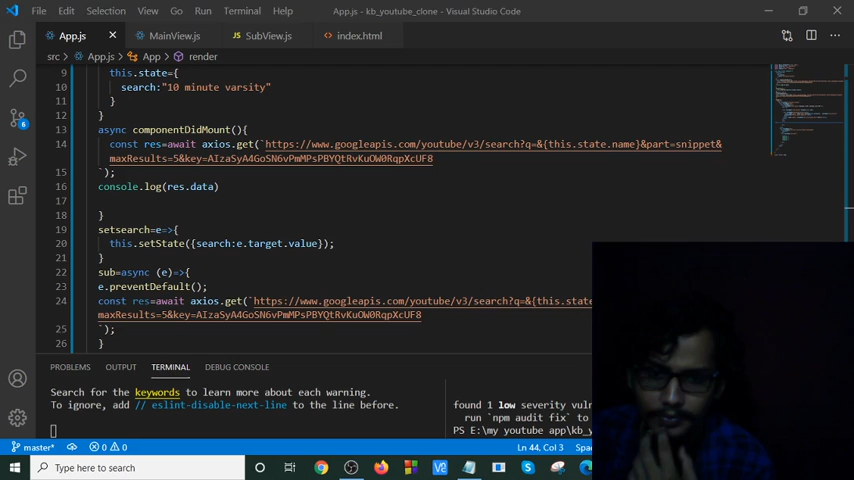 File Edit Selection View Go Run Terminal Help App.js - kb_youtube_clone - Visual Studio Code
App.js MainView.js SubView.js index.html
src > App.js > App > render
9 this.state={
10 search:"10 minute varsity"
11 }
12 }
13 async componentDidMount(){
14 const res=await axios.get(`https://www.googleapis.com/youtube/v3/search?q=&{this.state.name}&part=snippet&
maxResults=5&key=AIzaSyA4GoSN6vPmMPsPBYQtRvKuOW0RqpXcUF8
15 `);
16 console.log(res.data)
17
18 }
19 setsearch=e=>{
20 this.setState({search:e.target.value});
21 }
22 sub=async (e)=>{
23 e.preventDefault();
24 const res=await axios.get(`https://www.googleapis.com/youtube/v3/search?q=&{this.state
maxResults=5&key=AIzaSyA4GoSN6vPmMPsPBYQtRvKuOW0RqpXcUF8
25 `);
26 }
PROBLEMS OUTPUT TERMINAL DEBUG CONSOLE
Search for the keywords to learn more about each warning.
To ignore, add // eslint-disable-next-line to the line before.
found 1 low severity vuln
run `npm audit fix` to
PS E:\my youtube app\kb_y
6
master* 0 0 Ln 44, Col 3 Spac
Type here to search